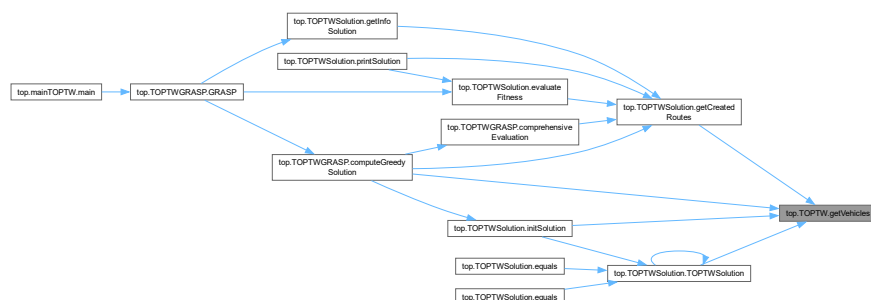 top.TOPTWSolution.getInfo
Solution
top.TOPTWSolution.printSolution
top.mainTOPTW.main
top.TOPTWGRASP.GRASP
top.TOPTWSolution.evaluate
Fitness
top.TOPTWSolution.getCreated
Routes
top.TOPTWGRASP.comprehensive
Evaluation
top.TOPTWGRASP.computeGreedy
Solution
top.TOPTW.getVehicles
top.TOPTWSolution.initSolution
top.TOPTWSolution.equals
top.TOPTWSolution.TOPTWSolution
top.TOPTWSolution.equals